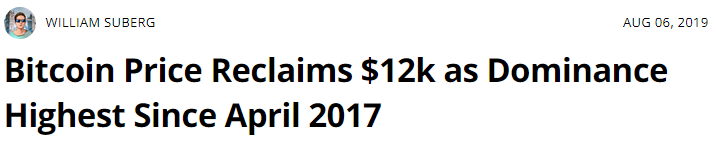 WILLIAM SUBERG AUG 06, 2019
Bitcoin Price Reclaims $12k as Dominance
Highest Since April 2017